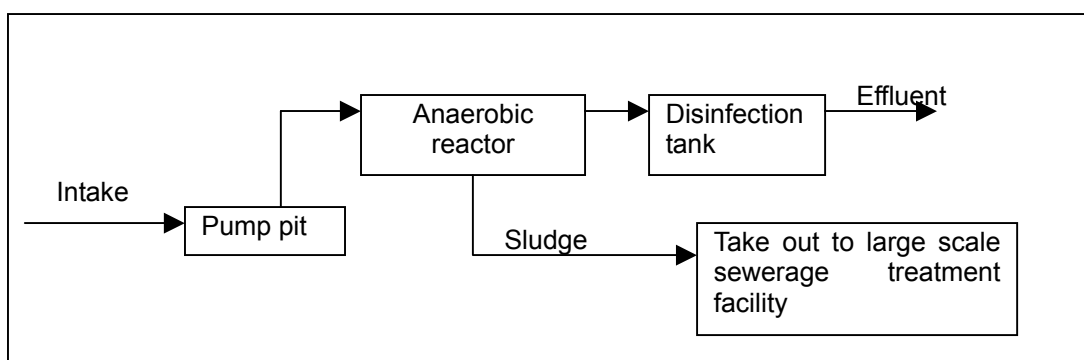 Effluent
Anaerobic
reactor
Disinfection
tank
Intake
Pump pit
Sludge
Take out to large scale
sewerage treatment
facility